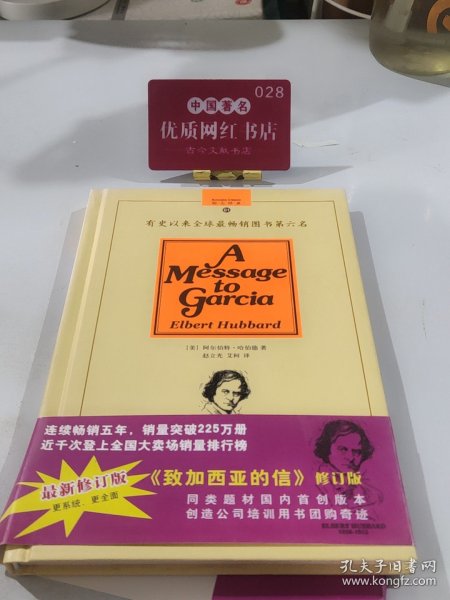 028
中国著名
优质网红书店
古今文献书店
01
有史以来全球最畅销图书第六名
A
Message
to
Garcia
Elbert Hubbard
[美] 阿尔伯特·哈伯德 著
赵立光 艾柯 译
连续畅销五年，销量突破225万册
近千次登上全国大卖场销量排行榜
最新修订版
更系统、更全面
《致加西亚的信》修订版
同类题材国内首创版本
创造公司培训用书团购奇迹
ELBERT HUBBARD
1856-1915
孔夫子旧书网
www.kongfz.com